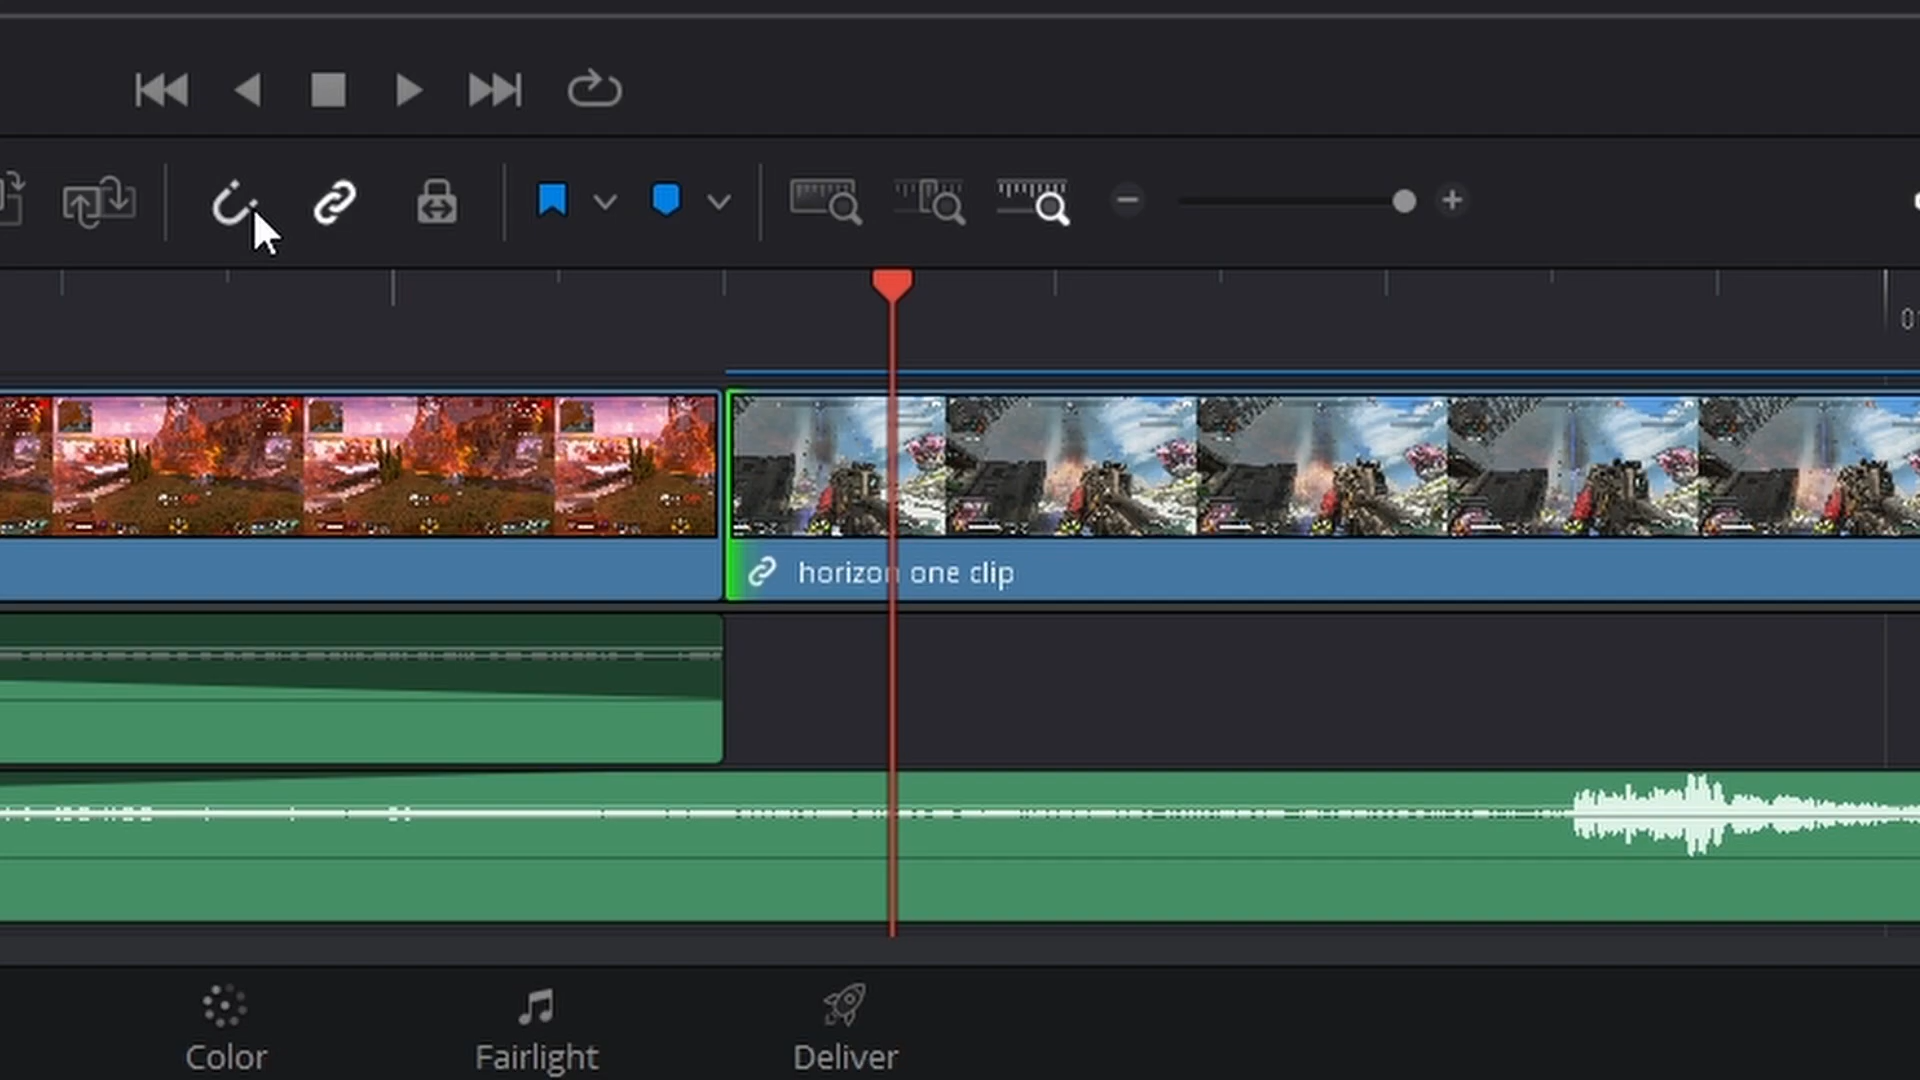 horizon one clip
Color
Fairlight
Deliver